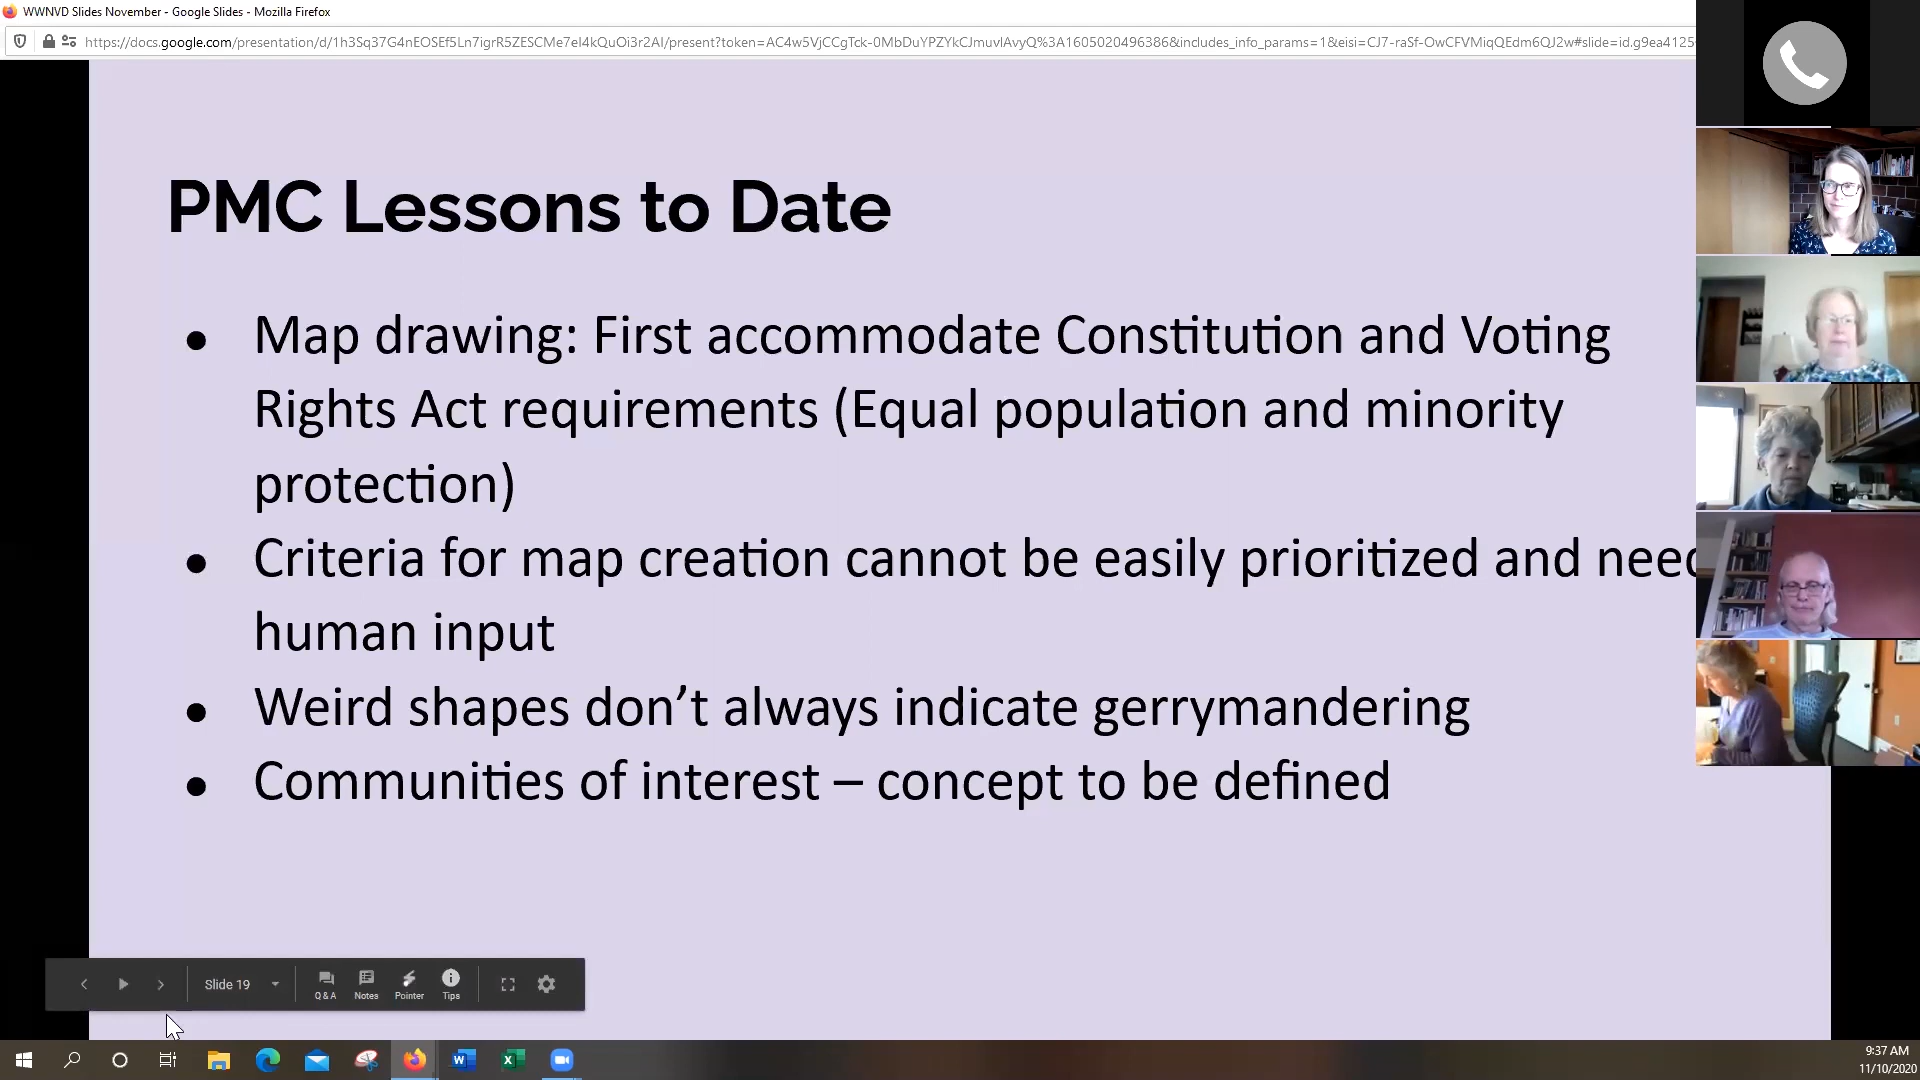 WWNVD Slides November - Google Slides - Mozilla Firefox
PMC Lessons to Date
● Map drawing: First accommodate Constitution and Voting
Rights Act requirements (Equal population and minority
protection)
● Criteria for map creation cannot be easily prioritized and need
human input
● Weird shapes don’t always indicate gerrymandering
● Communities of interest – concept to be defined
Slide 19
Q & A Notes Pointer Tips
9:37 AM
11/10/2020